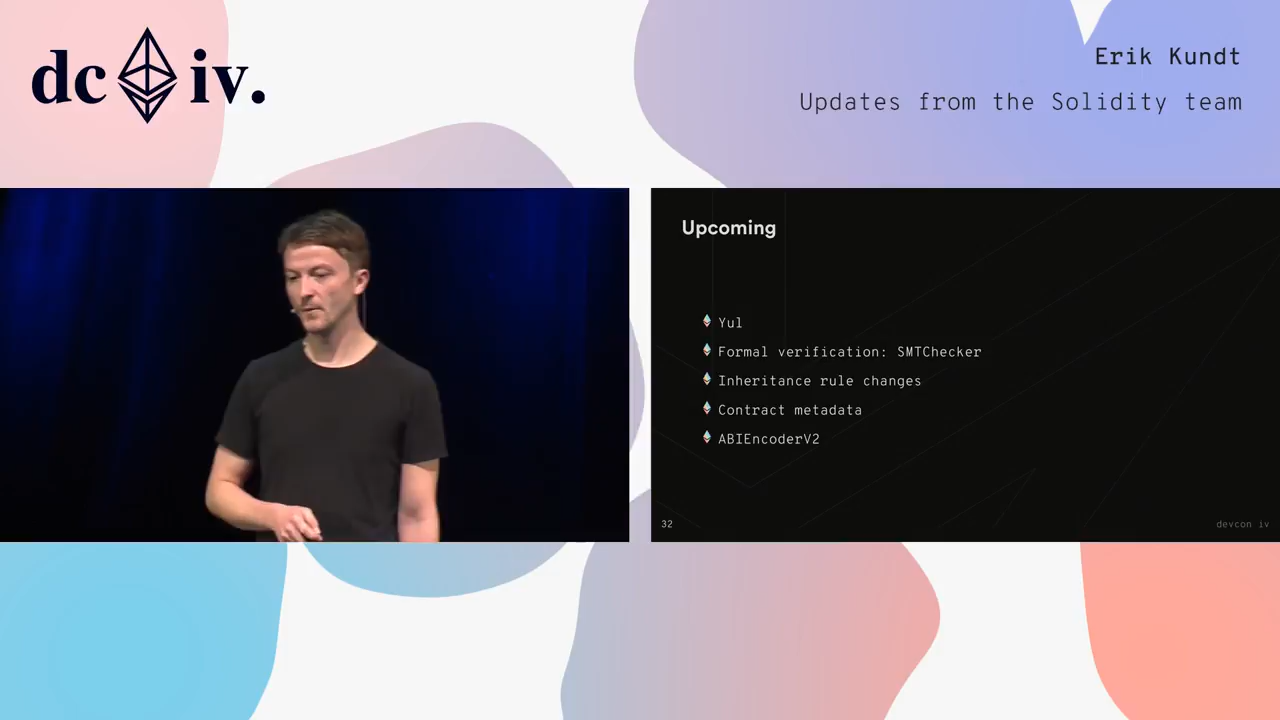 dc iv.
Erik Kundt
Updates from the Solidity team
Upcoming
Yul
Formal verification: SMTChecker
Inheritance rule changes
Contract metadata
ABIEncoderV2
32
devcon iv